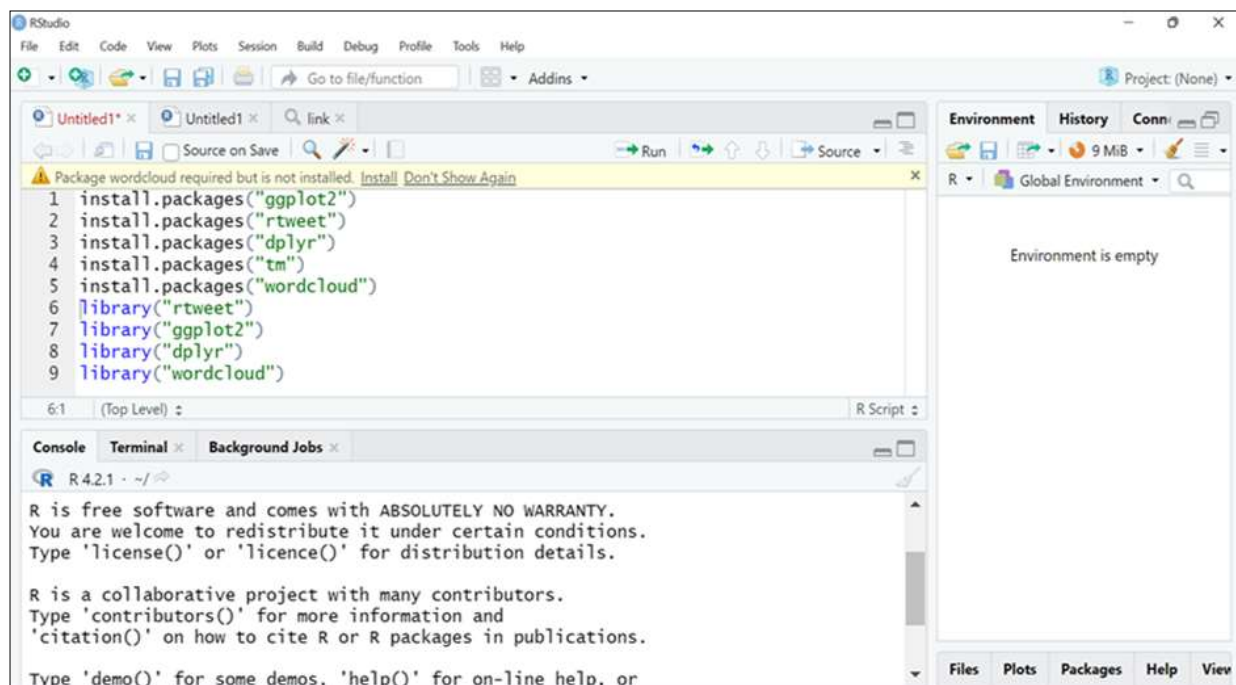 RStudio
File Edit Code View Plots Session Build Debug Profile Tools Help
Go to file/function Addins Project: (None)
Untitled1* Untitled1 link
Source on Save Run Source
Package wordcloud required but is not installed. Install Don't Show Again
1 install.packages("ggplot2")
2 install.packages("rtweet")
3 install.packages("dplyr")
4 install.packages("tm")
5 install.packages("wordcloud")
6 library("rtweet")
7 library("ggplot2")
8 library("dplyr")
9 library("wordcloud")
6:1 (Top Level) R Script
Console Terminal Background Jobs
R 4.2.1 · ~/
R is free software and comes with ABSOLUTELY NO WARRANTY.
You are welcome to redistribute it under certain conditions.
Type 'license()' or 'licence()' for distribution details.
R is a collaborative project with many contributors.
Type 'contributors()' for more information and
'citation()' on how to cite R or R packages in publications.
Type 'demo()' for some demos, 'help()' for on-line help, or
Environment History Conn
9 MiB
R Global Environment
Environment is empty
Files Plots Packages Help View